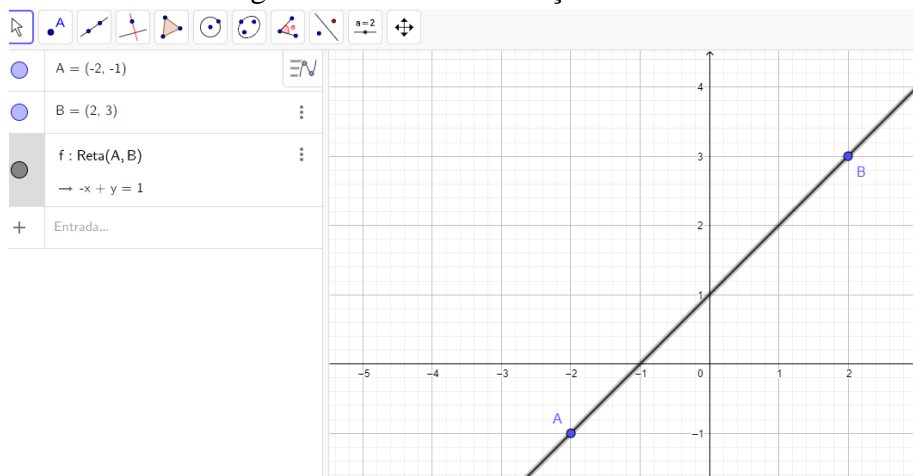 A
a=2
A = (-2, -1)
B = (2, 3)
f : Reta(A, B)
→ -x + y = 1
+ Entrada...
4
3
B
2
1
-5 -4 -3 -2 -1 0 1 2
A
-1